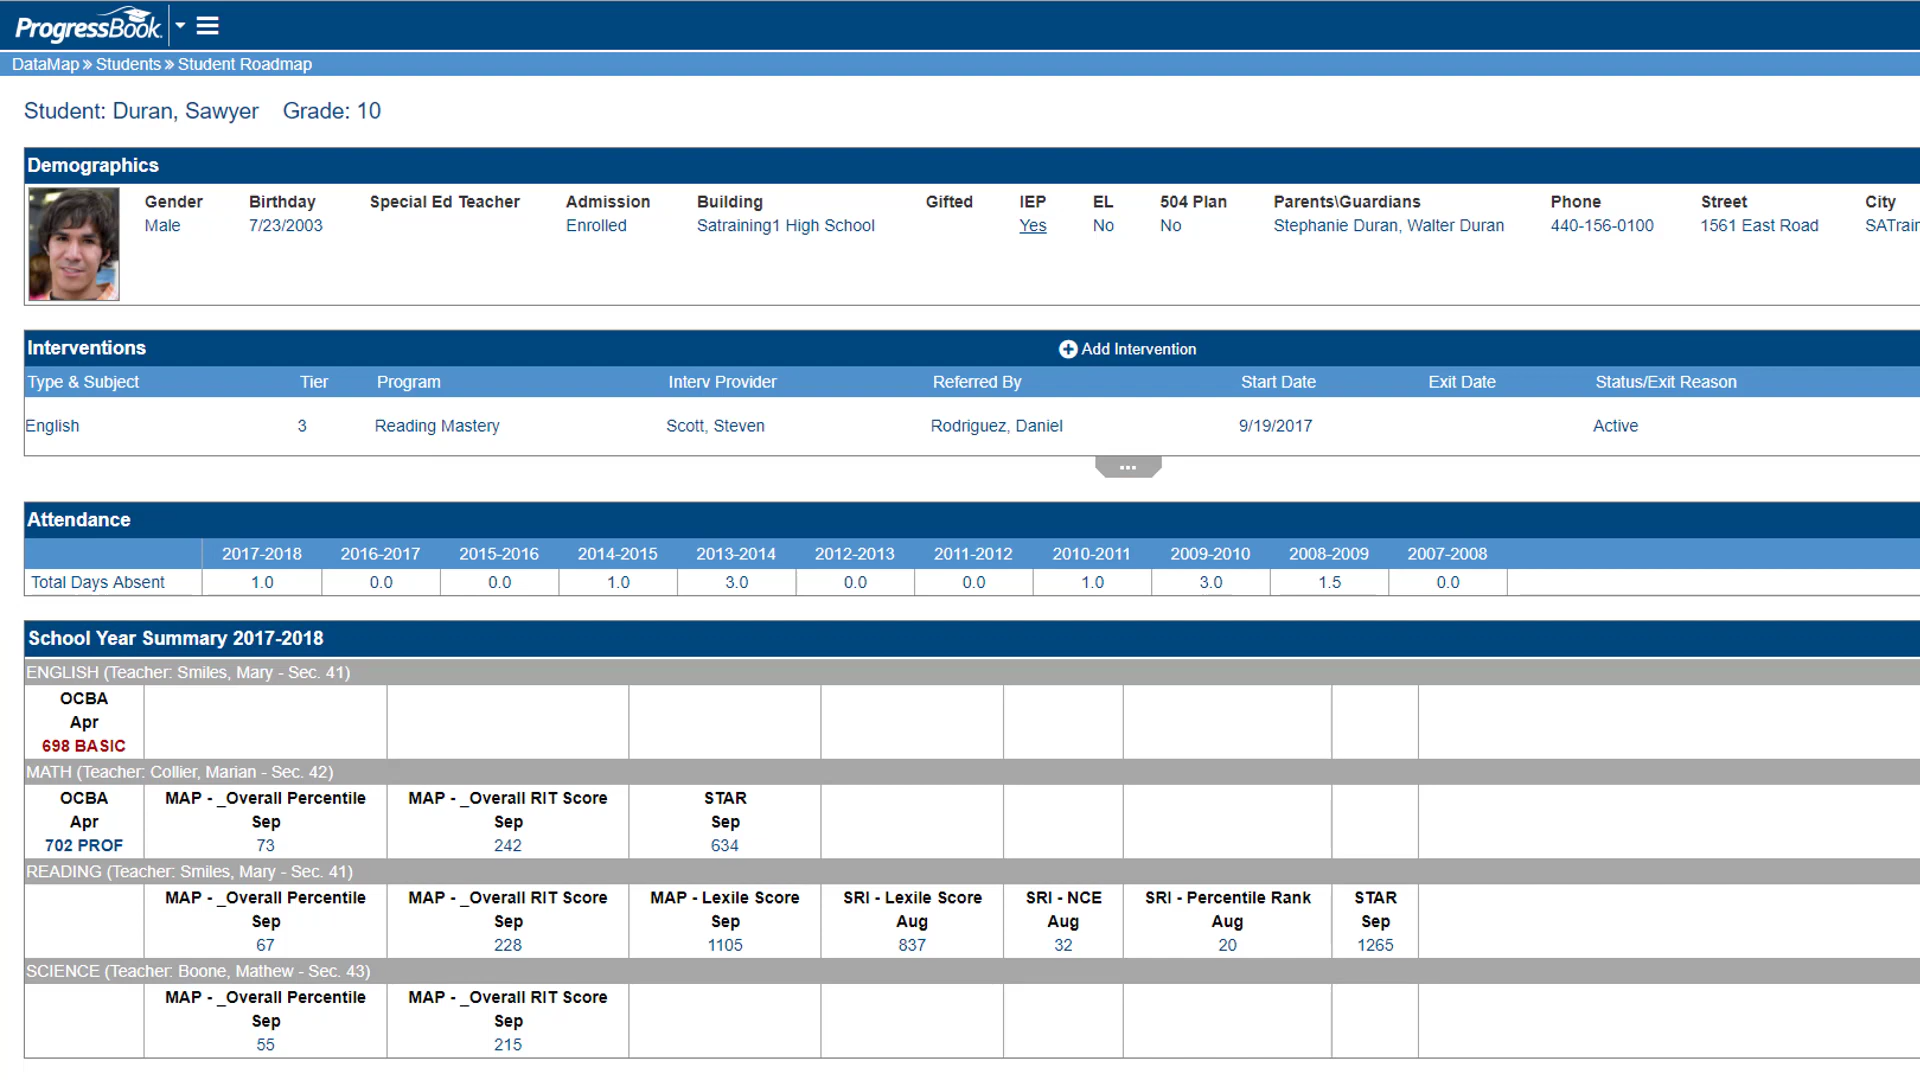 ProgressBook
DataMap » Students » Student Roadmap
Student: Duran, Sawyer Grade: 10
Demographics
Gender Birthday Special Ed Teacher Admission Building Gifted IEP EL 504 Plan Parents\Guardians Phone Street City
Male 7/23/2003 Enrolled Satraining1 High School Yes No No Stephanie Duran, Walter Duran 440-156-0100 1561 East Road
Interventions Add Intervention
Type & Subject Tier Program Interv Provider Referred By Start Date Exit Date Status/Exit Reason
English 3 Reading Mastery Scott, Steven Rodriguez, Daniel 9/19/2017 Active
...
Attendance
2017-2018 2016-2017 2015-2016 2014-2015 2013-2014 2012-2013 2011-2012 2010-2011 2009-2010 2008-2009 2007-2008
Total Days Absent 1.0 0.0 0.0 1.0 3.0 0.0 0.0 1.0 3.0 1.5 0.0
School Year Summary 2017-2018
ENGLISH (Teacher: Smiles, Mary - Sec. 41)
OCBA
Apr
698 BASIC
MATH (Teacher: Collier, Marian - Sec. 42)
OCBA MAP - _Overall Percentile MAP - _Overall RIT Score STAR
Apr Sep Sep Sep
702 PROF 73 242 634
READING (Teacher: Smiles, Mary - Sec. 41)
MAP - _Overall Percentile MAP - _Overall RIT Score MAP - Lexile Score SRI - Lexile Score SRI - NCE SRI - Percentile Rank STAR
Sep Sep Sep Aug Aug Aug Sep
67 228 1105 837 32 20 1265
SCIENCE (Teacher: Boone, Mathew - Sec. 43)
MAP - _Overall Percentile MAP - _Overall RIT Score
Sep Sep
55 215